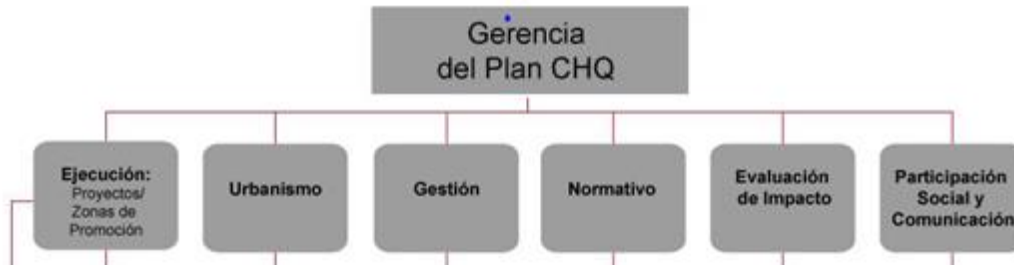 Gerencia
del Plan CHQ
Ejecución:
Proyectos/
Zonas de
Promoción
Urbanismo
Gestión
Normativo
Evaluación
de Impacto
Participación
Social y
Comunicación